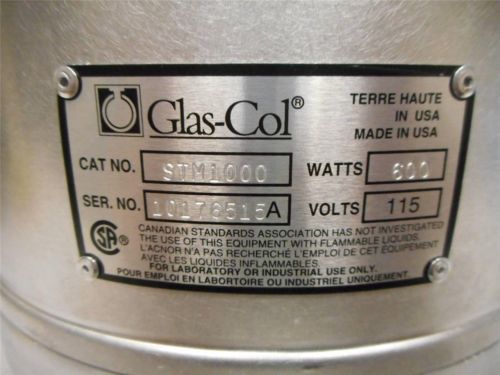 Glas-Col®
TERRE HAUTE
IN USA
MADE IN USA
CAT NO. STM1000 WATTS 600
SER. NO. 10176515A VOLTS 115
CANADIAN STANDARDS ASSOCIATION HAS NOT INVESTIGATED
THE USE OF THIS EQUIPMENT WITH FLAMMABLE LIQUIDS.
L'ACNOR N'A PAS RECHERCHÉ L'EMPLOI DE CET ÉQUIPEMENT
AVEC LES LIQUIDES INFLAMMABLES.
FOR LABORATORY OR INDUSTRIAL USE ONLY.
POUR EMPLOI EN LABORTOIRE OU INDUSTRIEL UNIQUEMENT.